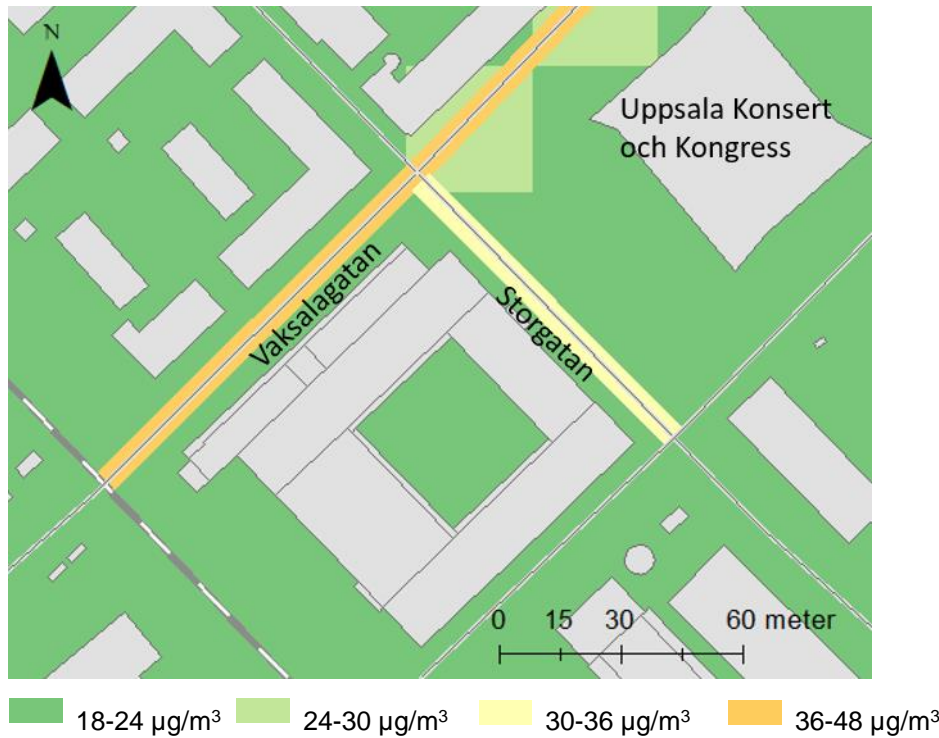 N
Uppsala Konsert
och Kongress
Vaksalagatan
Storgatan
0 15 30 60 meter
18-24 µg/m³ 24-30 µg/m³ 30-36 µg/m³ 36-48 µg/m³